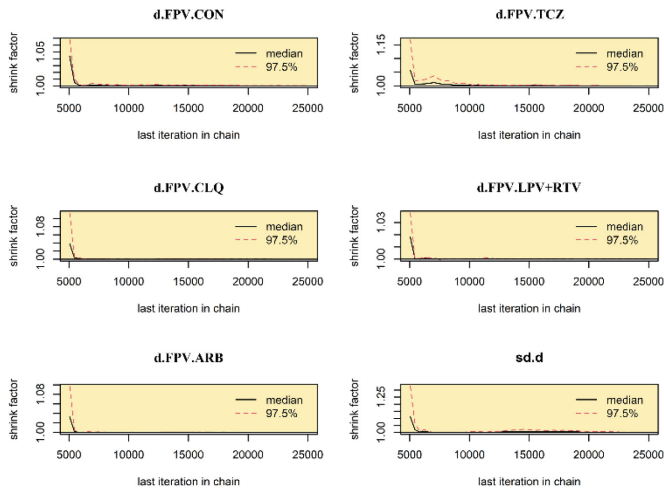 d.FPV.CON
shrink factor
1.00 1.05
median
97.5%
5000 10000 15000 20000 25000
last iteration in chain
d.FPV.TCZ
shrink factor
1.00 1.15
median
97.5%
5000 10000 15000 20000 25000
last iteration in chain
d.FPV.CLQ
shrink factor
1.00 1.08
median
97.5%
5000 10000 15000 20000 25000
last iteration in chain
d.FPV.LPV+RTV
shrink factor
1.00 1.03
median
97.5%
5000 10000 15000 20000 25000
last iteration in chain
d.FPV.ARB
shrink factor
1.00 1.08
median
97.5%
5000 10000 15000 20000 25000
last iteration in chain
sd.d
shrink factor
1.00 1.25
median
97.5%
5000 10000 15000 20000 25000
last iteration in chain